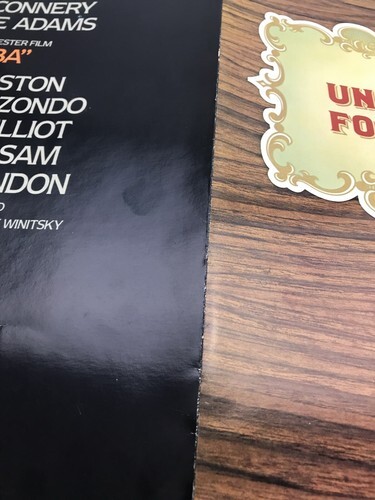 CONNERY
E ADAMS
ESTER FILM
BA"
STON
ZONDO
LLIOT
SAM
NDON
D
WINITSKY
UN
FO